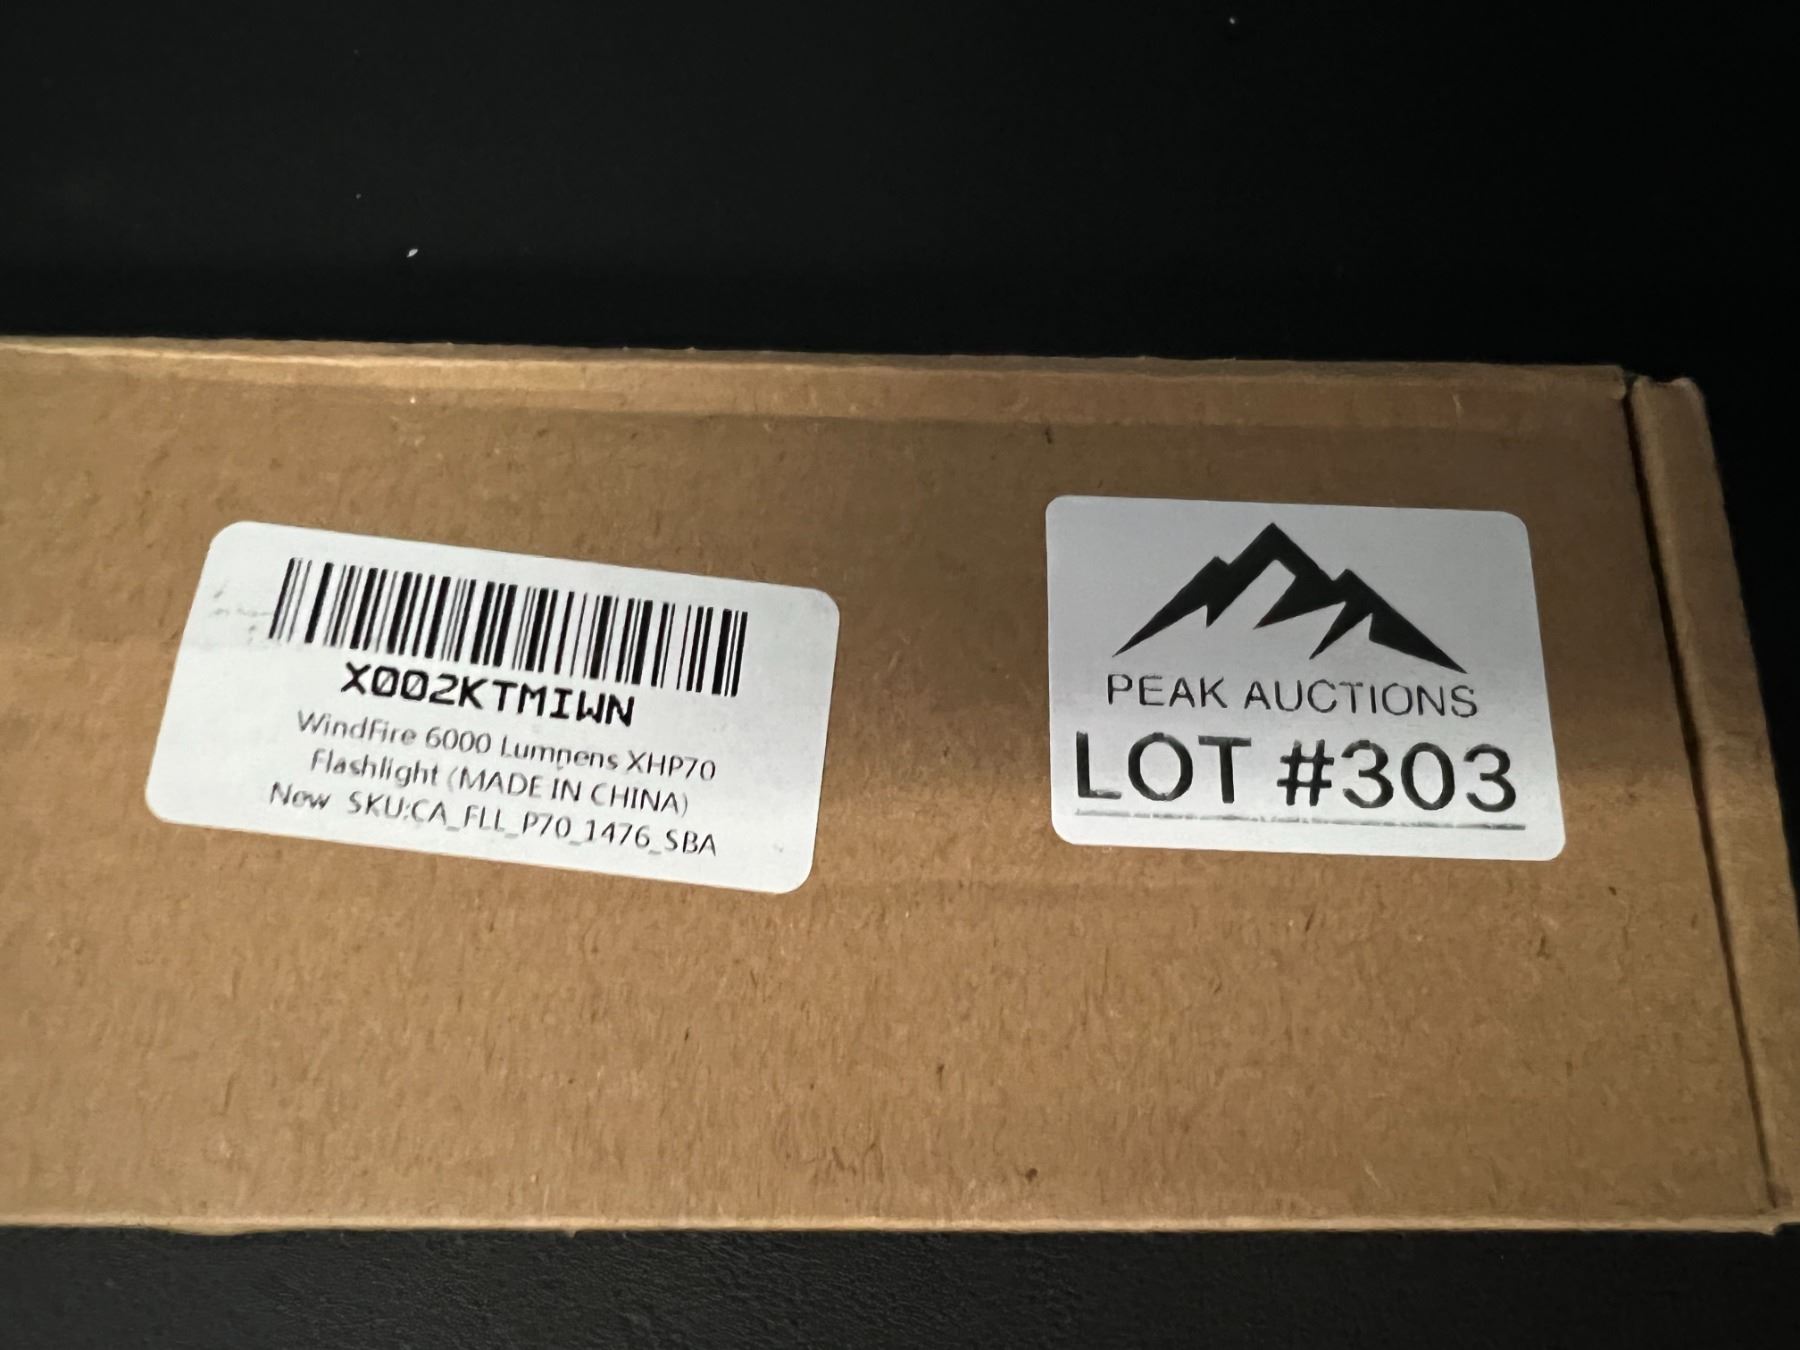 X002KTMIWN
WindFire 6000 Lumnens XHP70
Flashlight (MADE IN CHINA)
New SKU:CA_FLL_P70_1476_SBA
PEAK AUCTIONS
LOT #303